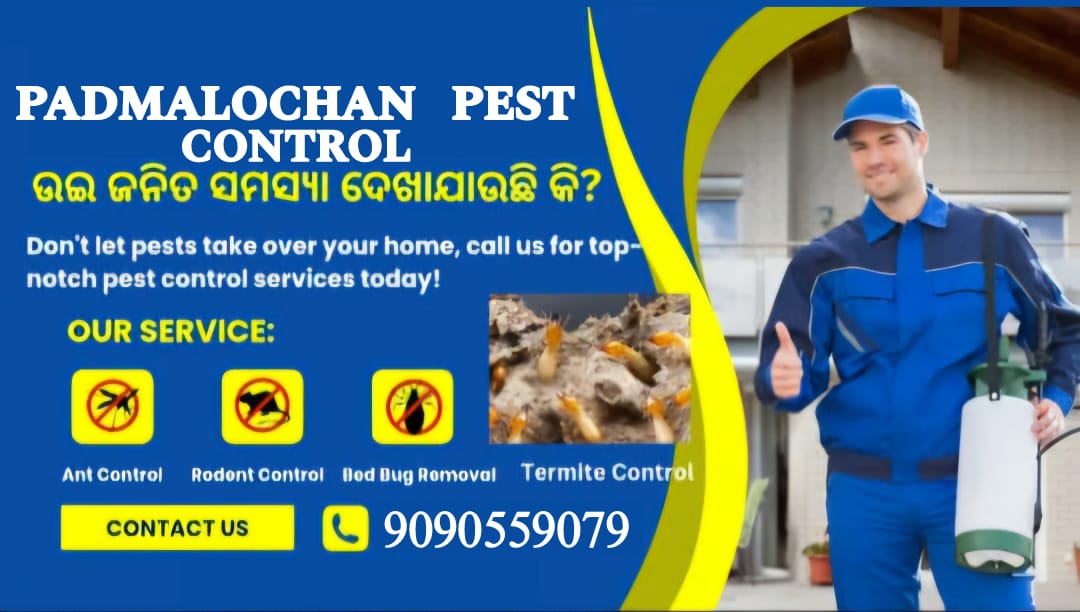 PADMALOCHAN PEST
CONTROL
ଉଇ ଜନିତ ସମସ୍ୟା ଦେଖାଯାଉଛି କି?
Don't let pests take over your home, call us for top-
notch pest control services today!
OUR SERVICE:
Ant Control Rodent Control Bed Bug Removal Termite Control
CONTACT US 9090559079